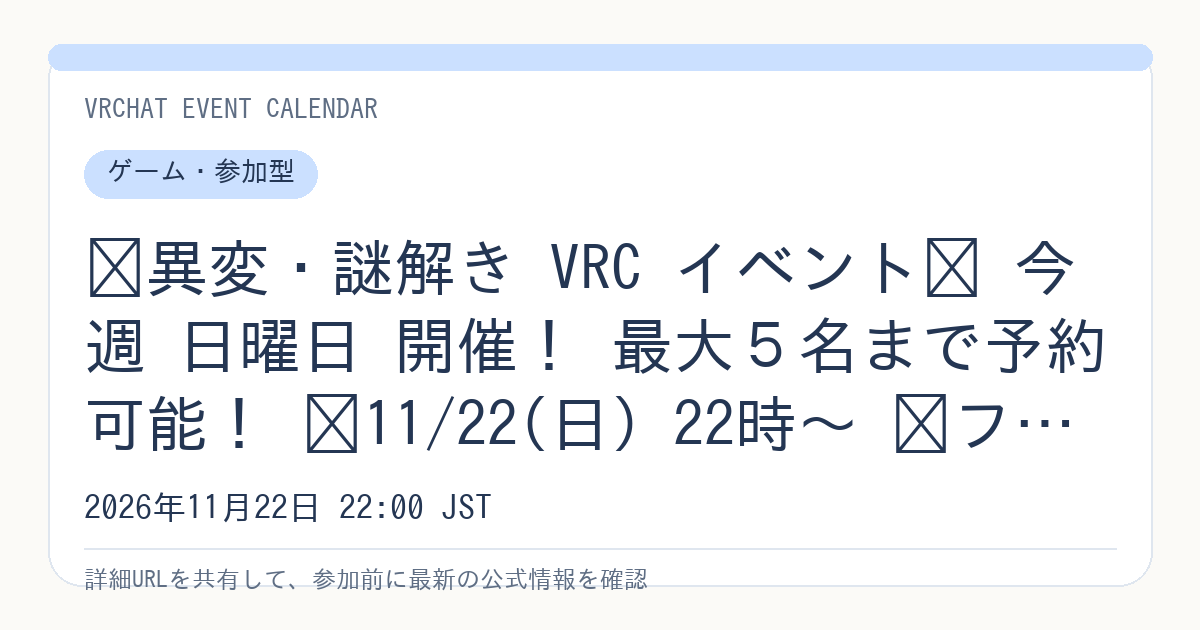 VRCHAT EVENT CALENDAR
ゲーム・参加型
異変・謎解き VRC イベント 今
週 日曜日 開催！ 最大５名まで予約
可能！ 11/22(日) 22時～ フ…
2026年11月22日 22:00 JST
詳細URLを共有して、参加前に最新の公式情報を確認